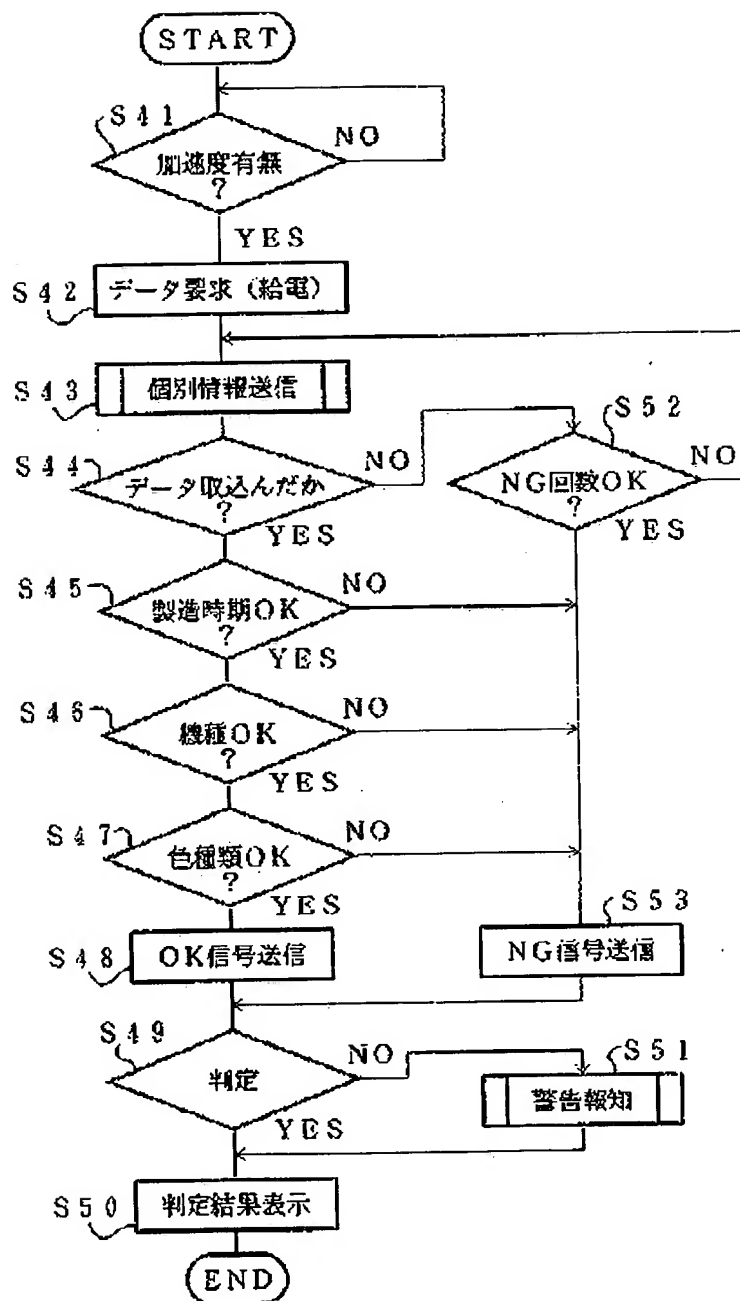 START
S41
加速度有無
?
NO
YES
S42
データ要求(給電)
S43
個別情報送信
S44
データ取込んだか
?
NO
YES
S52
NG回数OK
?
NO
YES
S45
製造時期OK
?
NO
YES
S46
機種OK
?
NO
YES
S47
色種類OK
?
NO
YES
S48
OK信号送信
S53
NG信号送信
S49
判定
NO
YES
S51
警告報知
S50
判定結果表示
END